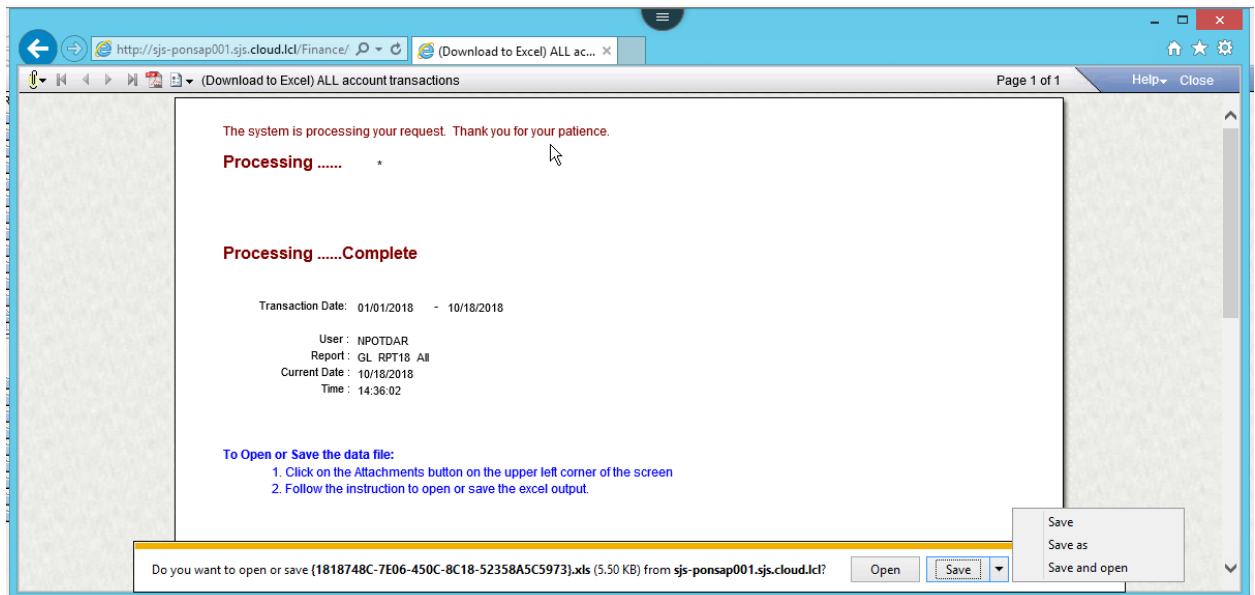 http://sjs-ponsap001.sjs.cloud.lcl/Finance/
(Download to Excel) ALL ac...
(Download to Excel) ALL account transactions
Page 1 of 1
Help
Close
The system is processing your request. Thank you for your patience.
Processing ...... *
Processing ......Complete
Transaction Date: 01/01/2018 - 10/18/2018
User : NPOTDAR
Report : GL RPT18 All
Current Date : 10/18/2018
Time : 14:36:02
To Open or Save the data file:
1. Click on the Attachments button on the upper left corner of the screen
2. Follow the instruction to open or save the excel output.
Save
Save as
Save and open
Do you want to open or save {1818748C-7E06-450C-8C18-52358A5C5973}.xls (5.50 KB) from sjs-ponsap001.sjs.cloud.lcl?
Open
Save